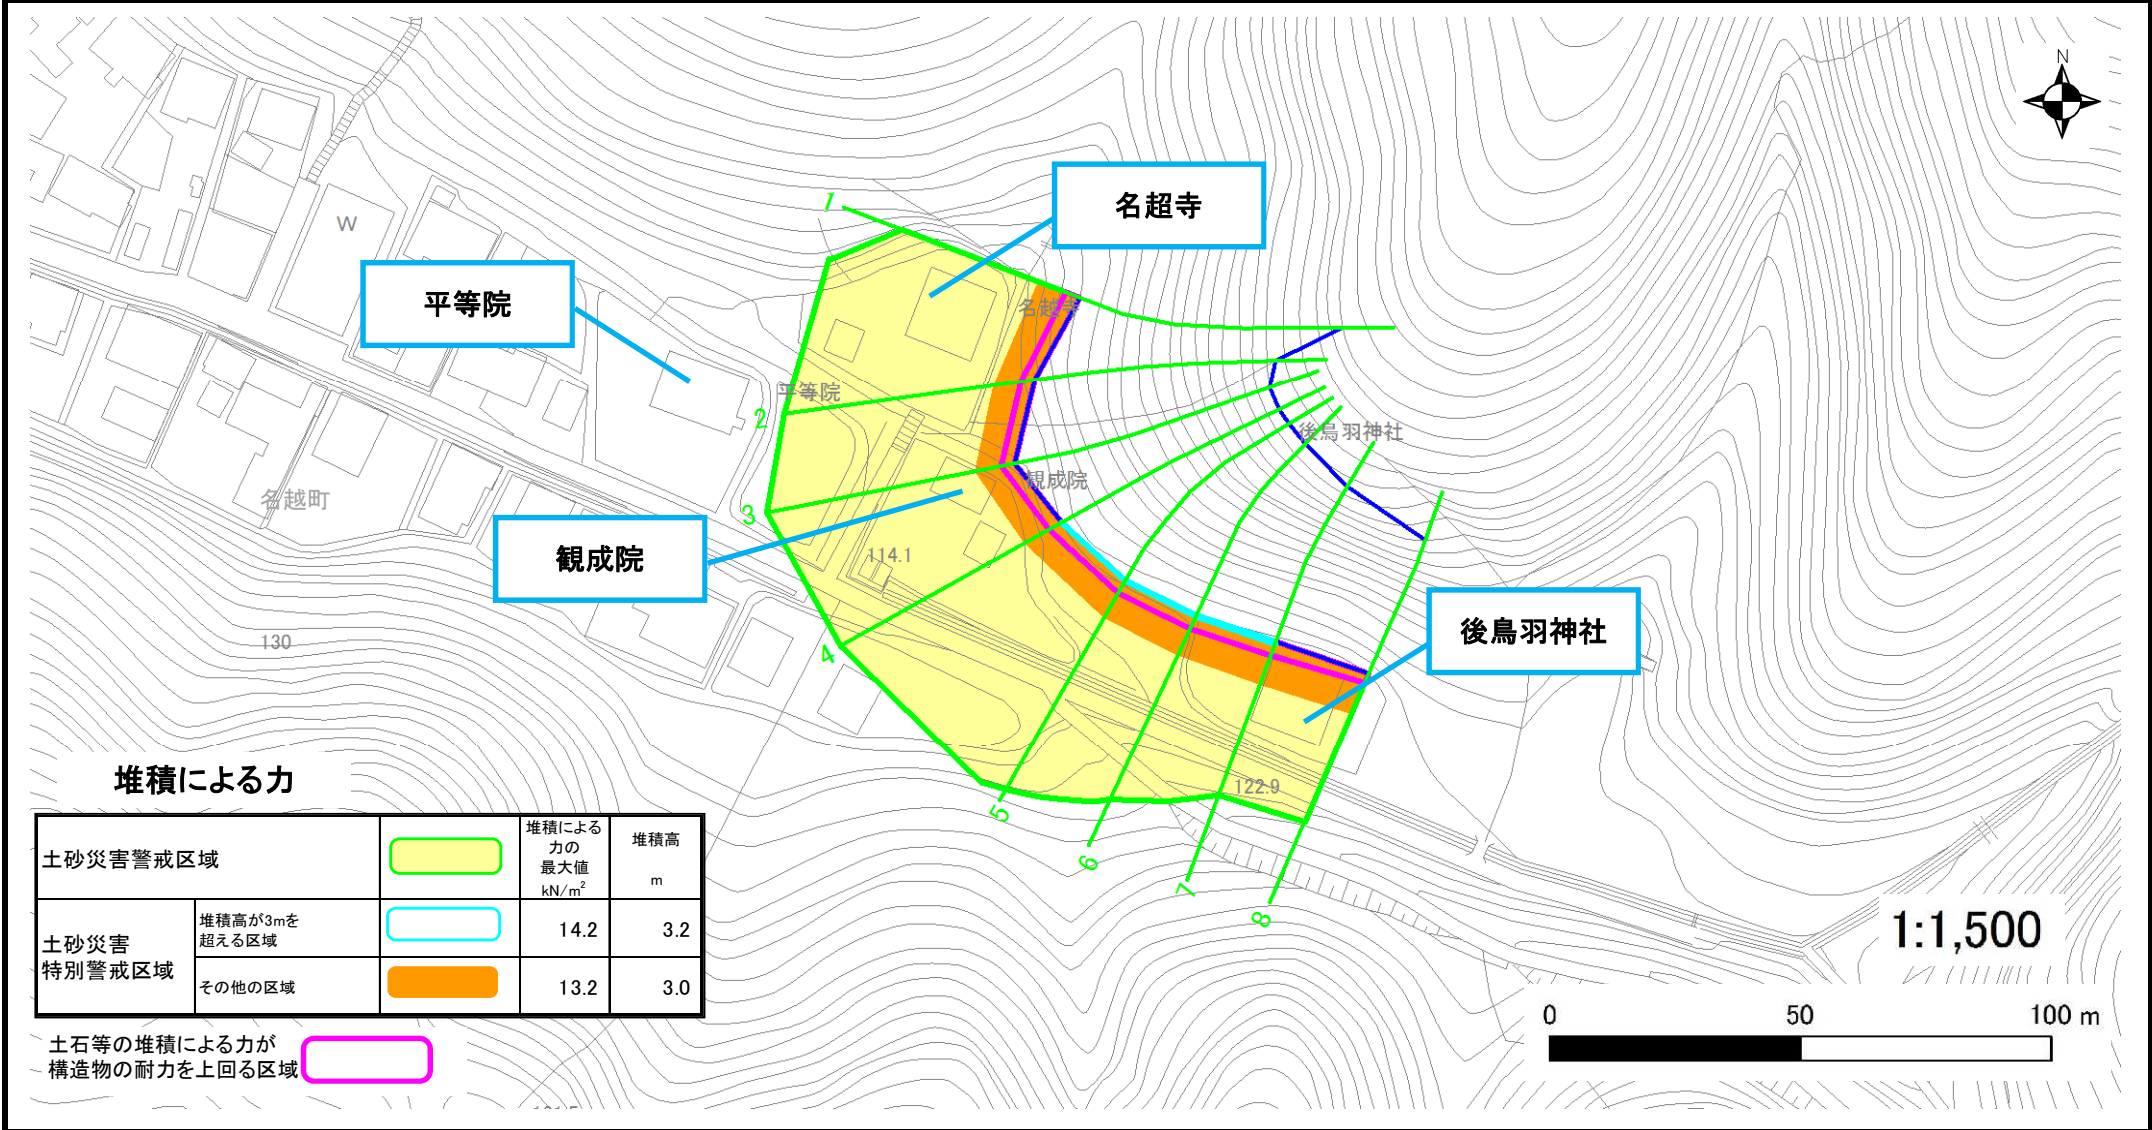 N
1
名超寺
W
平等院
名越寺
平等院
2
後鳥羽神社
観成院
名越町
3
観成院
114.1
後鳥羽神社
130
4
122.9
5
6
7
8
堆積による力
土砂災害警戒区域
堆積による
力の
最大値
kN/m²
堆積高
m
土砂災害
特別警戒区域
堆積高が3mを
超える区域
14.2
3.2
その他の区域
13.2
3.0
土石等の堆積による力が
構造物の耐力を上回る区域
1:1,500
0
50
100 m